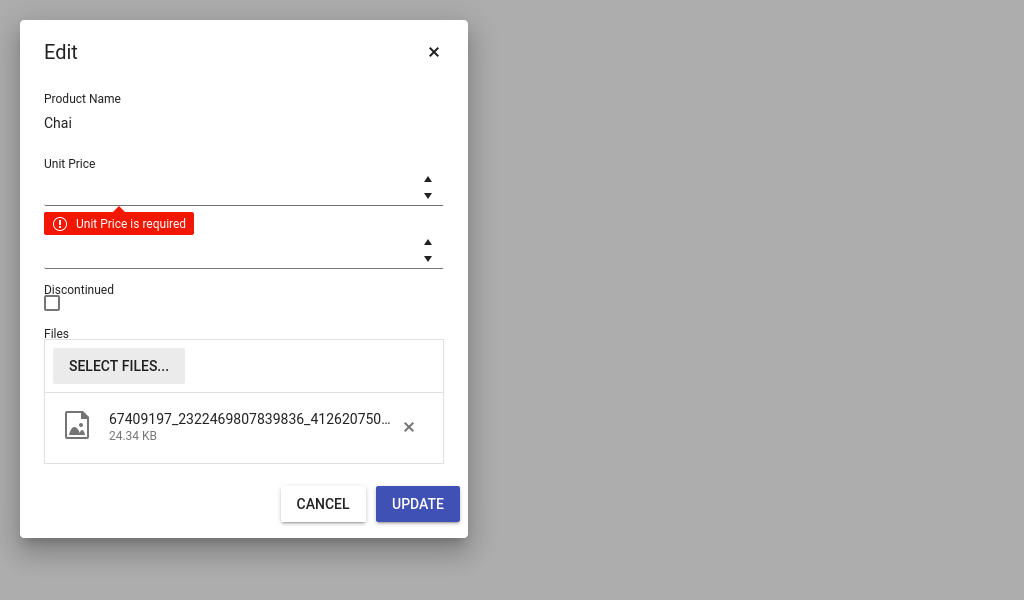 Edit
Product Name
Chai
Unit Price
Unit Price is required
Discontinued
Files
SELECT FILES...
67409197_2322469807839836_412620750...
24.34 KB
CANCEL UPDATE